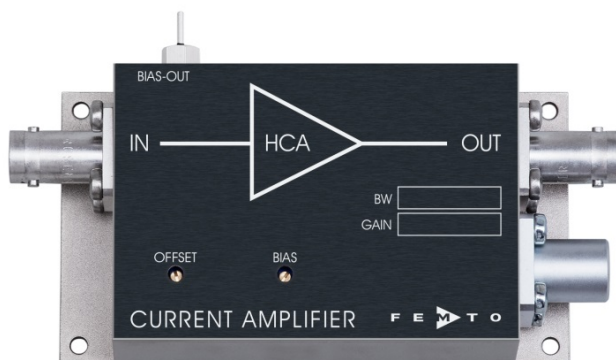 BIAS-OUT
IN
HCA
OUT
BW
GAIN
OFFSET
BIAS
CURRENT AMPLIFIER
FEMTO